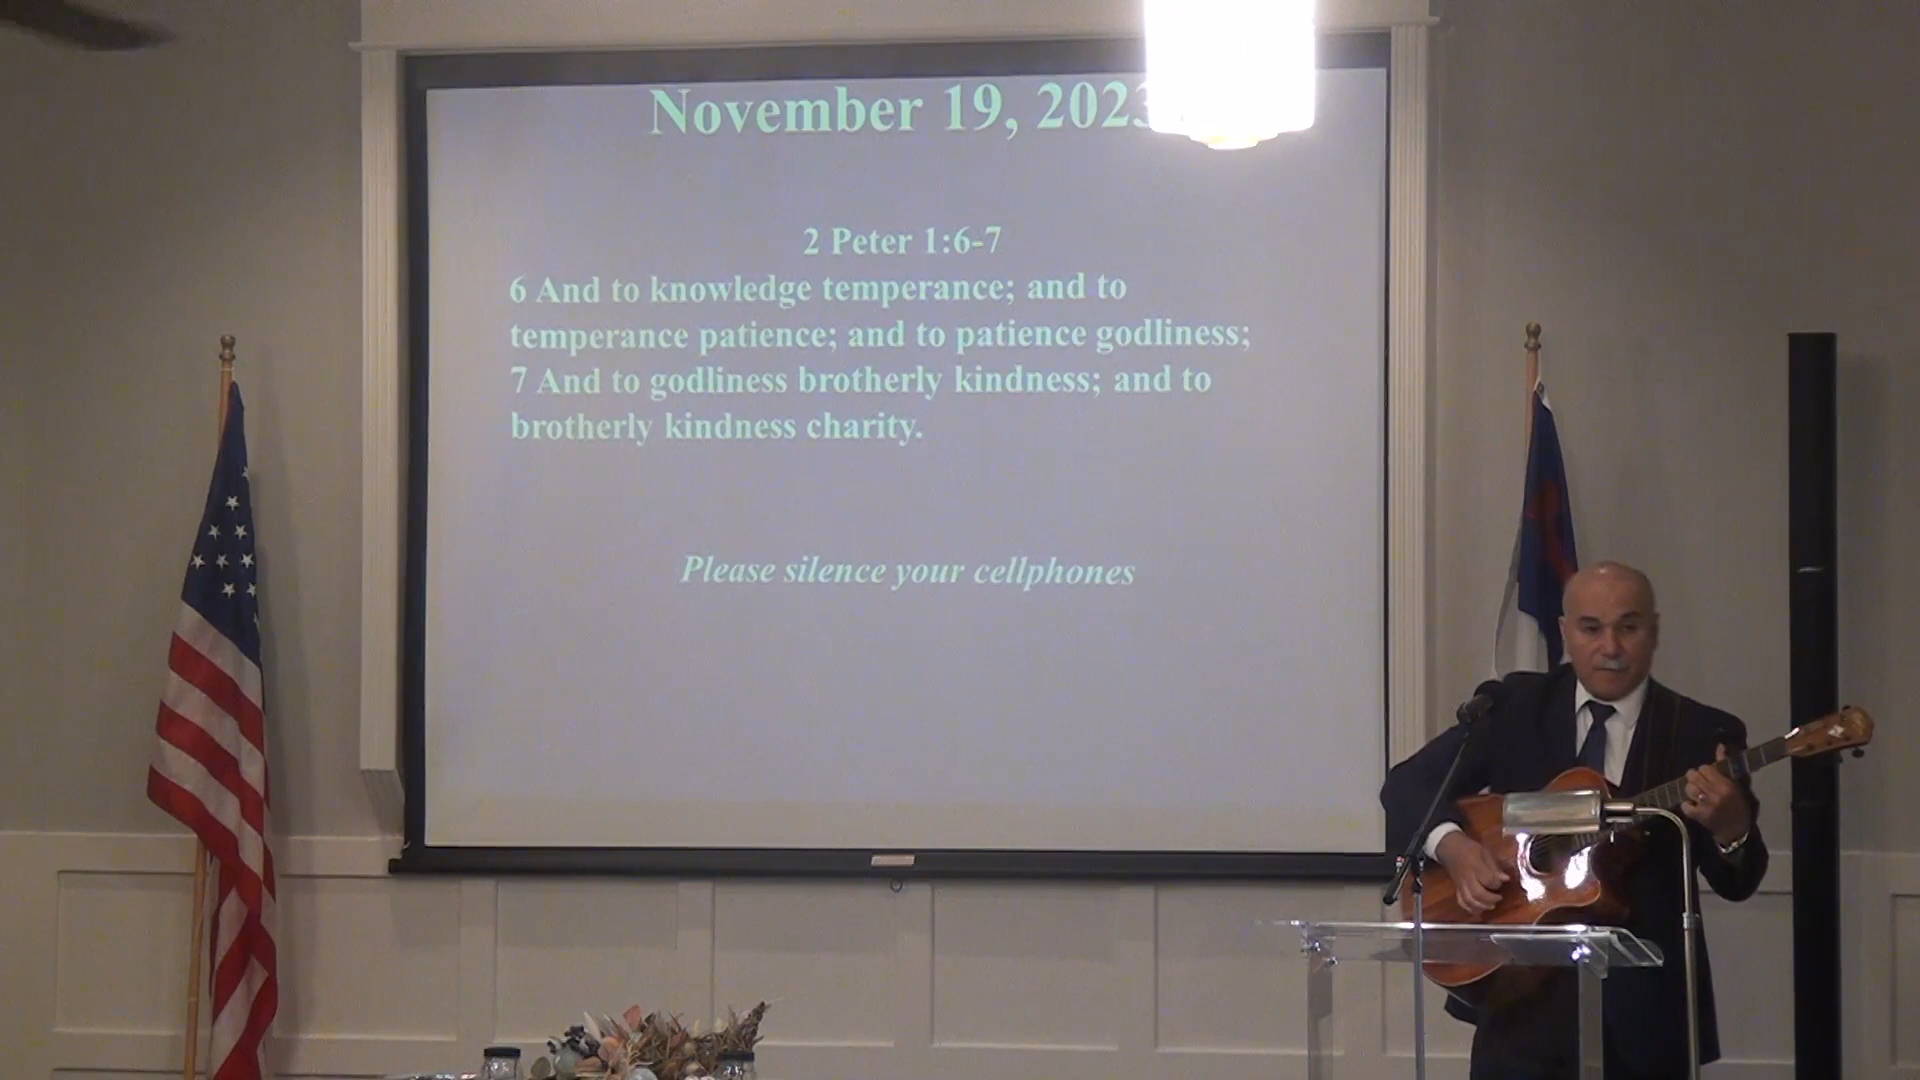 November 19, 2023
2 Peter 1:6-7
6 And to knowledge temperance; and to
temperance patience; and to patience godliness;
7 And to godliness brotherly kindness; and to
brotherly kindness charity.
Please silence your cellphones